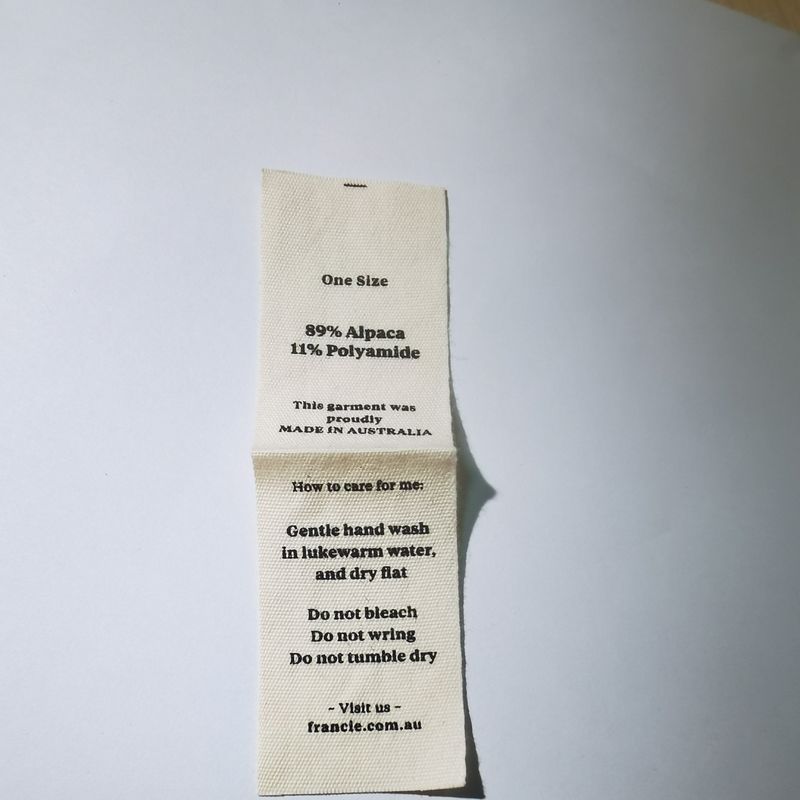 One Size
89% Alpaca
11% Polyamide
This garment was
proudly
MADE IN AUSTRALIA
How to care for me:
Gentle hand wash
in lukewarm water,
and dry flat
Do not bleach
Do not wring
Do not tumble dry
- Visit us -
francie.com.au